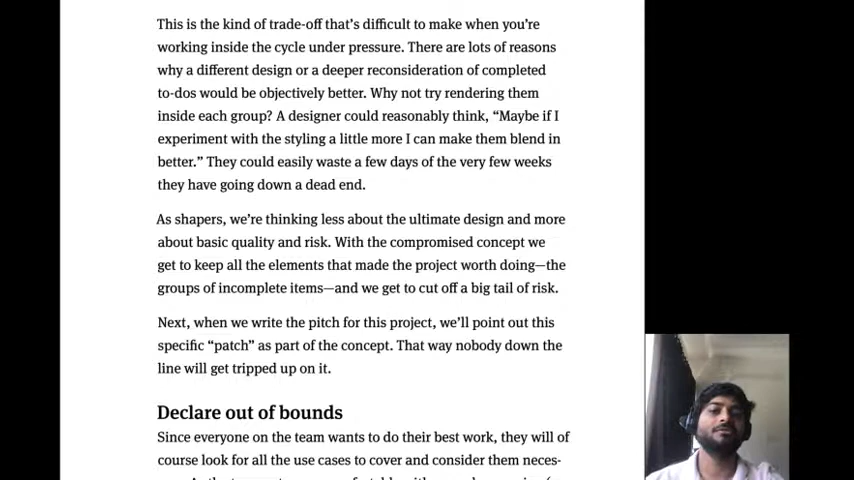 This is the kind of trade-off that’s difficult to make when you’re
working inside the cycle under pressure. There are lots of reasons
why a different design or a deeper reconsideration of completed
to-dos would be objectively better. Why not try rendering them
inside each group? A designer could reasonably think, “Maybe if I
experiment with the styling a little more I can make them blend in
better.” They could easily waste a few days of the very few weeks
they have going down a dead end.
As shapers, we’re thinking less about the ultimate design and more
about basic quality and risk. With the compromised concept we
get to keep all the elements that made the project worth doing—the
groups of incomplete items—and we get to cut off a big tail of risk.
Next, when we write the pitch for this project, we’ll point out this
specific “patch” as part of the concept. That way nobody down the
line will get tripped up on it.
Declare out of bounds
Since everyone on the team wants to do their best work, they will of
course look for all the use cases to cover and consider them neces-